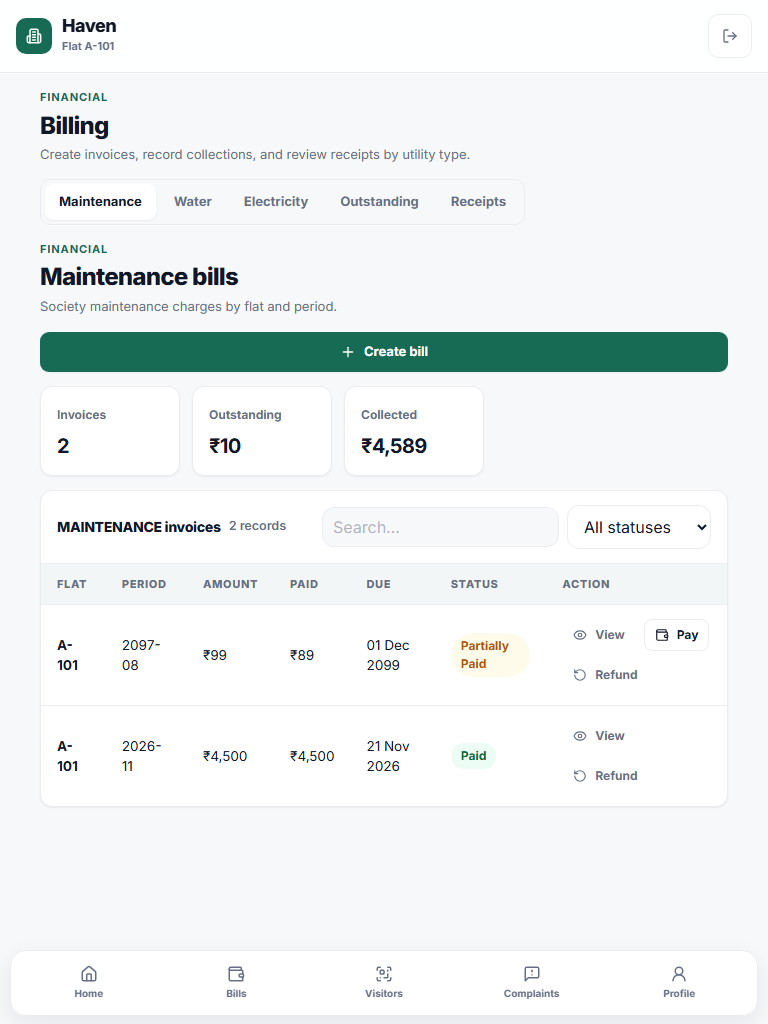 Haven
Flat A-101
FINANCIAL
Billing
Create invoices, record collections, and review receipts by utility type.
Maintenance Water Electricity Outstanding Receipts
FINANCIAL
Maintenance bills
Society maintenance charges by flat and period.
Create bill
Invoices Outstanding Collected
2 ₹10 ₹4,589
MAINTENANCE invoices 2 records Search... All statuses
FLAT PERIOD AMOUNT PAID DUE STATUS ACTION
A-101 2097-08 ₹99 ₹89 01 Dec 2099 Partially Paid View Pay
Refund
A-101 2026-11 ₹4,500 ₹4,500 21 Nov 2026 Paid View
Refund
Home Bills Visitors Complaints Profile